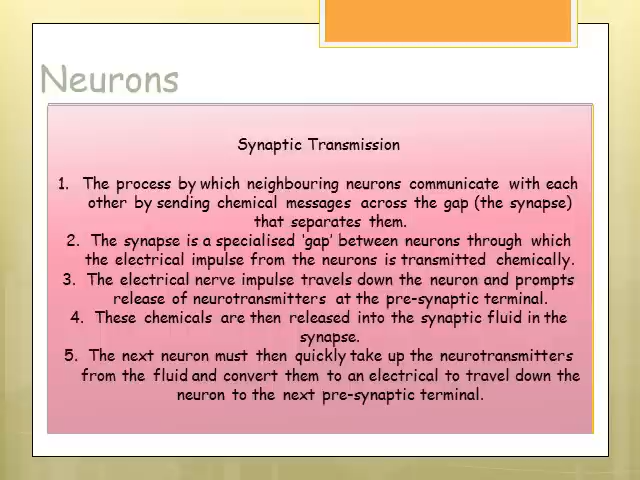 Neurons
Synaptic Transmission
1. The process by which neighbouring neurons communicate with each
other by sending chemical messages across the gap (the synapse)
that separates them.
2. The synapse is a specialised 'gap' between neurons through which
the electrical impulse from the neurons is transmitted chemically.
3. The electrical nerve impulse travels down the neuron and prompts
release of neurotransmitters at the pre-synaptic terminal.
4. These chemicals are then released into the synaptic fluid in the
synapse.
5. The next neuron must then quickly take up the neurotransmitters
from the fluid and convert them to an electrical to travel down the
neuron to the next pre-synaptic terminal.